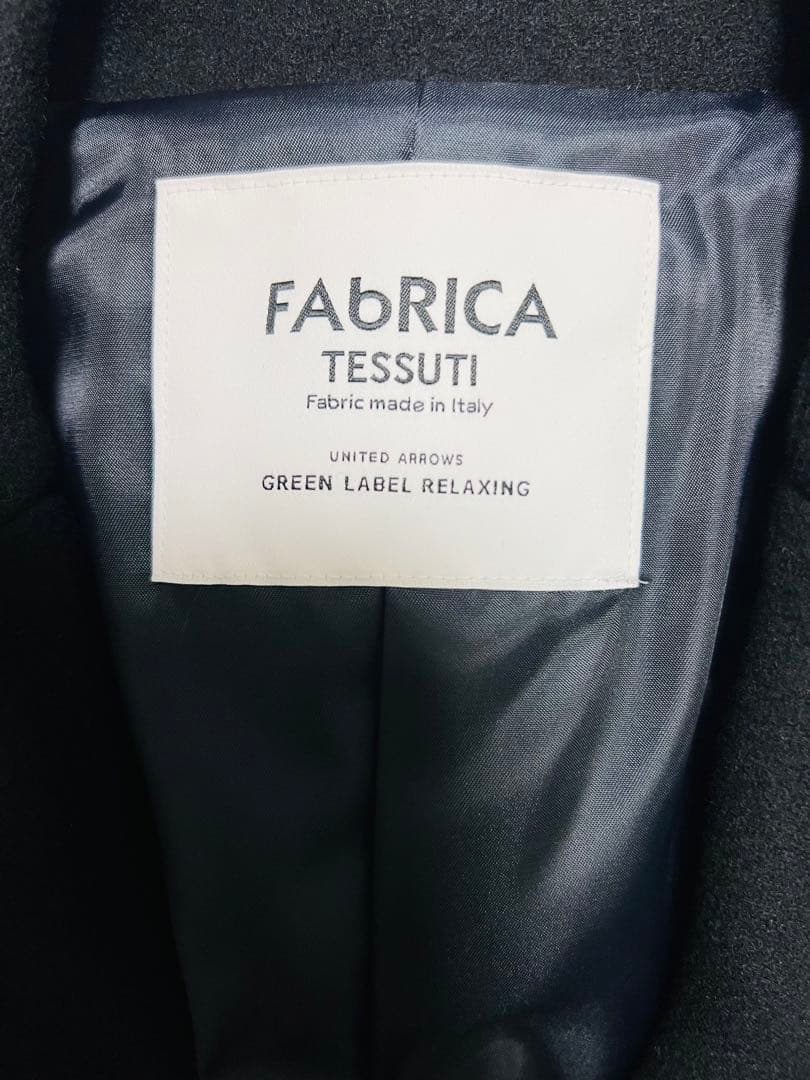 FAbRICA
TESSUTI
Fabric made in Italy
UNITED ARROWS
GREEN LABEL RELAXING